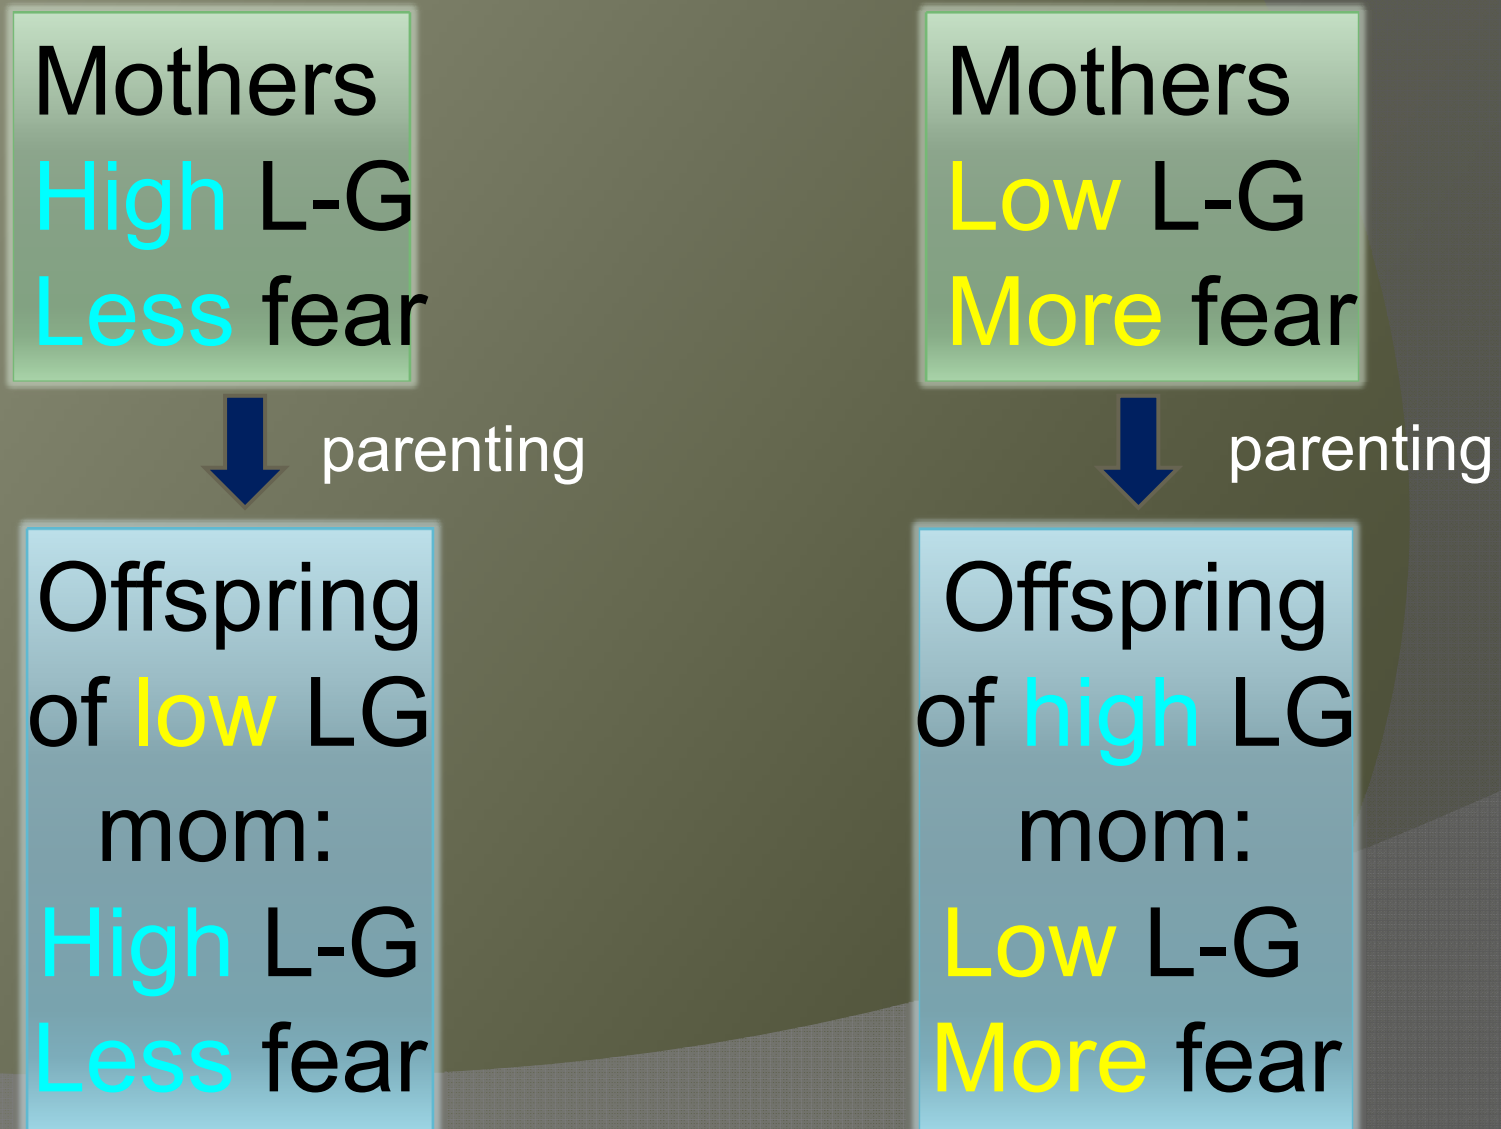 Mothers
High L-G
Less fear
parenting
Offspring
of low LG
mom:
High L-G
Less fear
Mothers
Low L-G
More fear
parenting
Offspring
of high LG
mom:
Low L-G
More fear